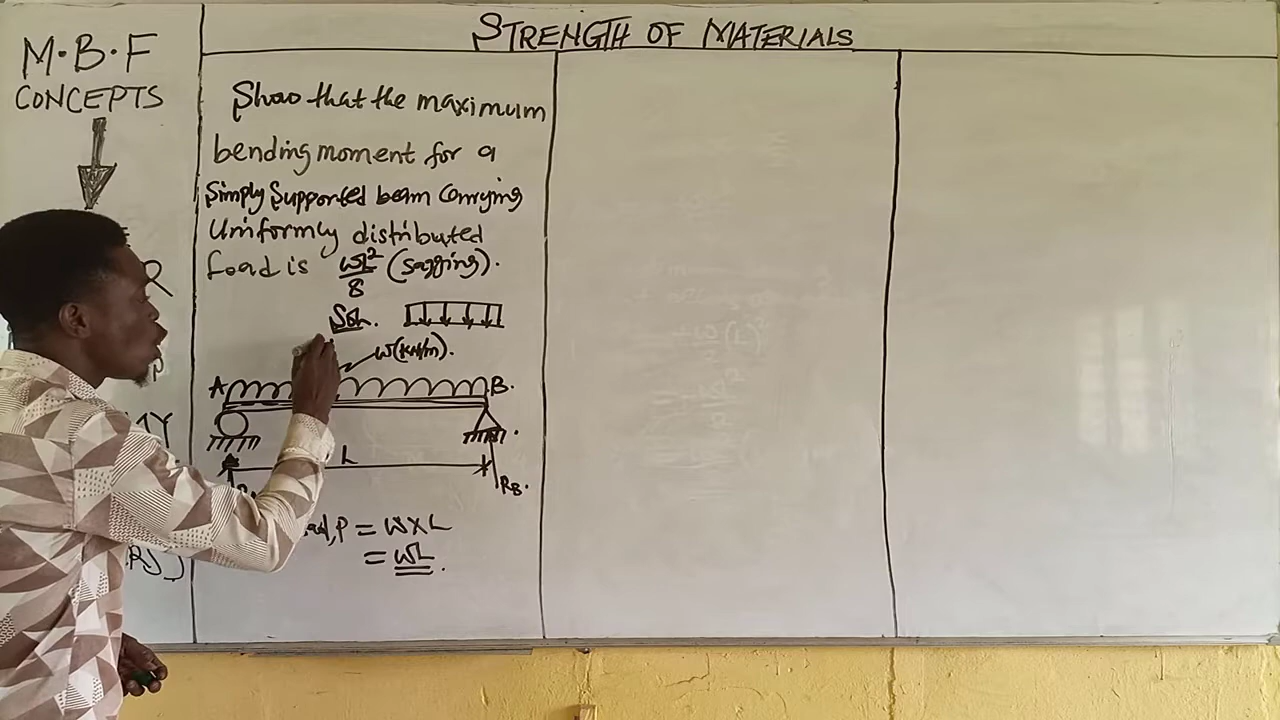 STRENGTH OF MATERIALS
M.B.F
CONCEPTS
R
P
Show that the maximum
bending moment for a
Simply Supported beam Carrying
Uniformly distributed
Load is wL²/8 (sagging).
Sol.
w(kN/m).
A B.
L
RB.
P = w×L
= wL.